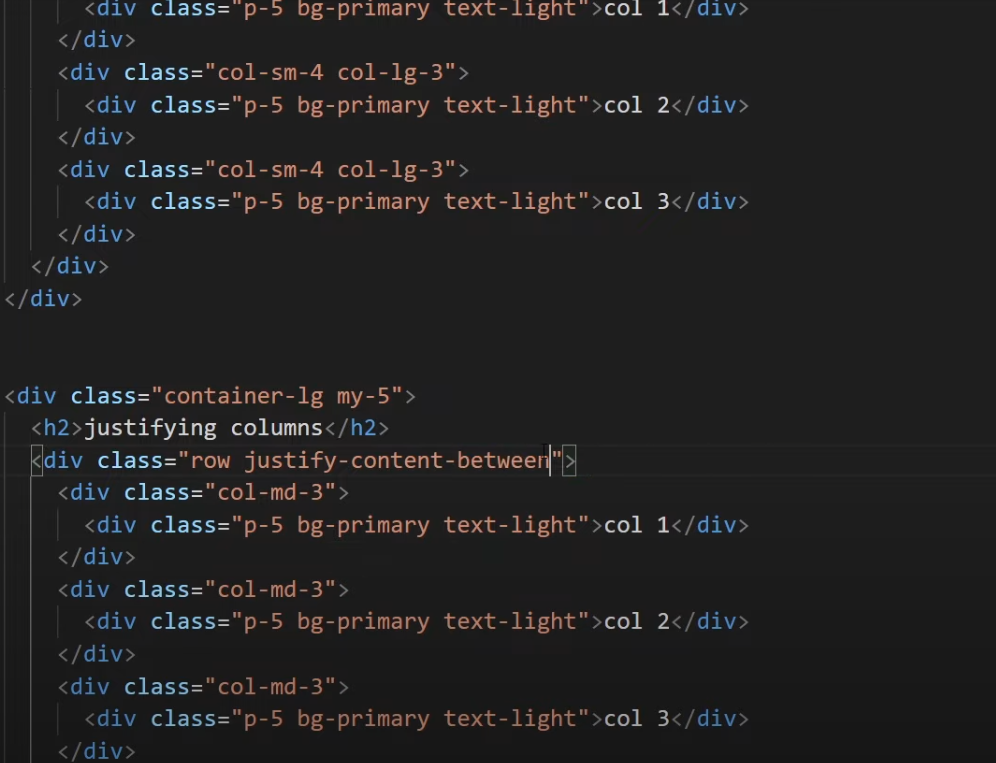 <div class="p-5 bg-primary text-light">col 1</div>
</div>
<div class="col-sm-4 col-lg-3">
<div class="p-5 bg-primary text-light">col 2</div>
</div>
<div class="col-sm-4 col-lg-3">
<div class="p-5 bg-primary text-light">col 3</div>
</div>
</div>
</div>
<div class="container-lg my-5">
<h2>justifying columns</h2>
<div class="row justify-content-between">
<div class="col-md-3">
<div class="p-5 bg-primary text-light">col 1</div>
</div>
<div class="col-md-3">
<div class="p-5 bg-primary text-light">col 2</div>
</div>
<div class="col-md-3">
<div class="p-5 bg-primary text-light">col 3</div>
</div>